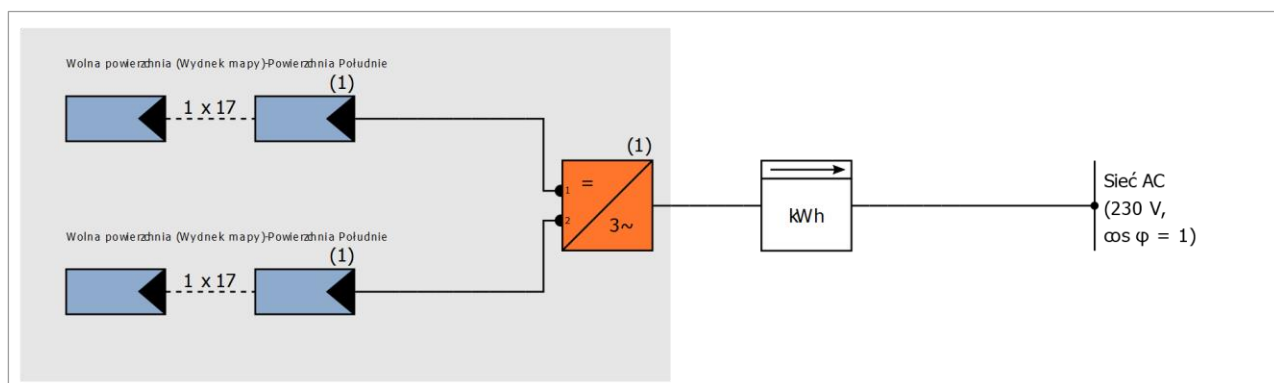 Wolna powierzchnia (Wydnek mapy)-Powierzchnia Południe
(1)
1 x 17
Wolna powierzchnia (Wydnek mapy)-Powierzchnia Południe
(1)
1 x 17
(1)
1
=
2
3~
kWh
Sieć AC
(230 V,
cos φ = 1)